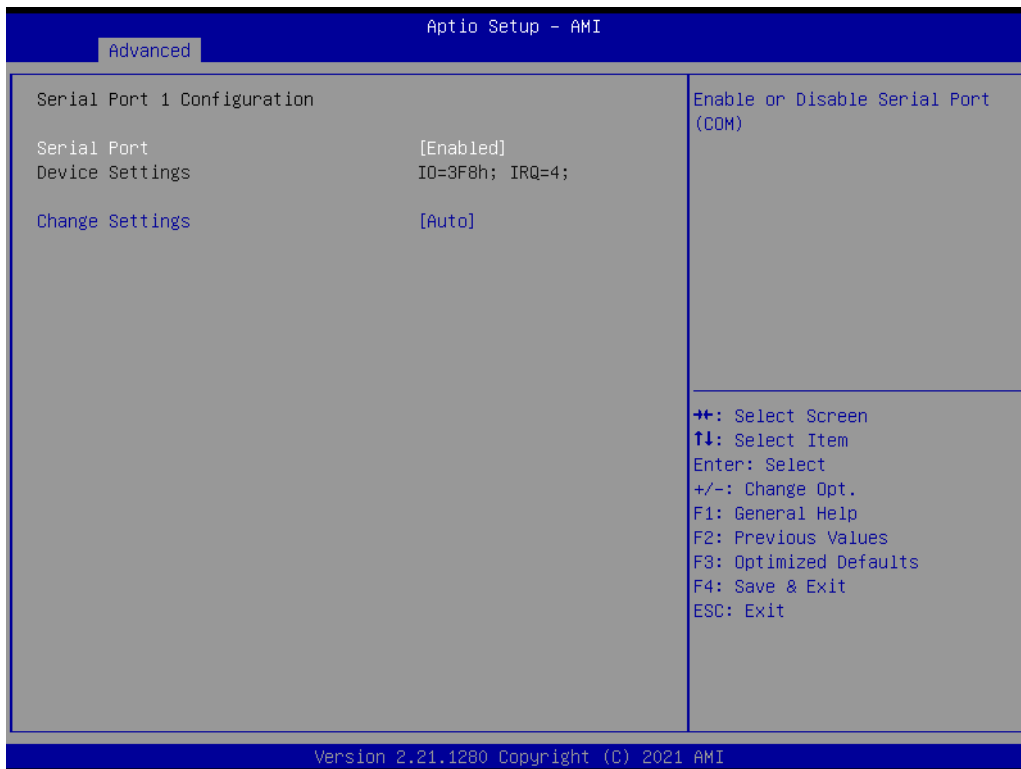 Aptio Setup – AMI
Advanced
Serial Port 1 Configuration
Serial Port [Enabled]
Device Settings IO=3F8h; IRQ=4;
Change Settings [Auto]
Enable or Disable Serial Port
(COM)
→←: Select Screen
↑↓: Select Item
Enter: Select
+/-: Change Opt.
F1: General Help
F2: Previous Values
F3: Optimized Defaults
F4: Save & Exit
ESC: Exit
Version 2.21.1280 Copyright (C) 2021 AMI